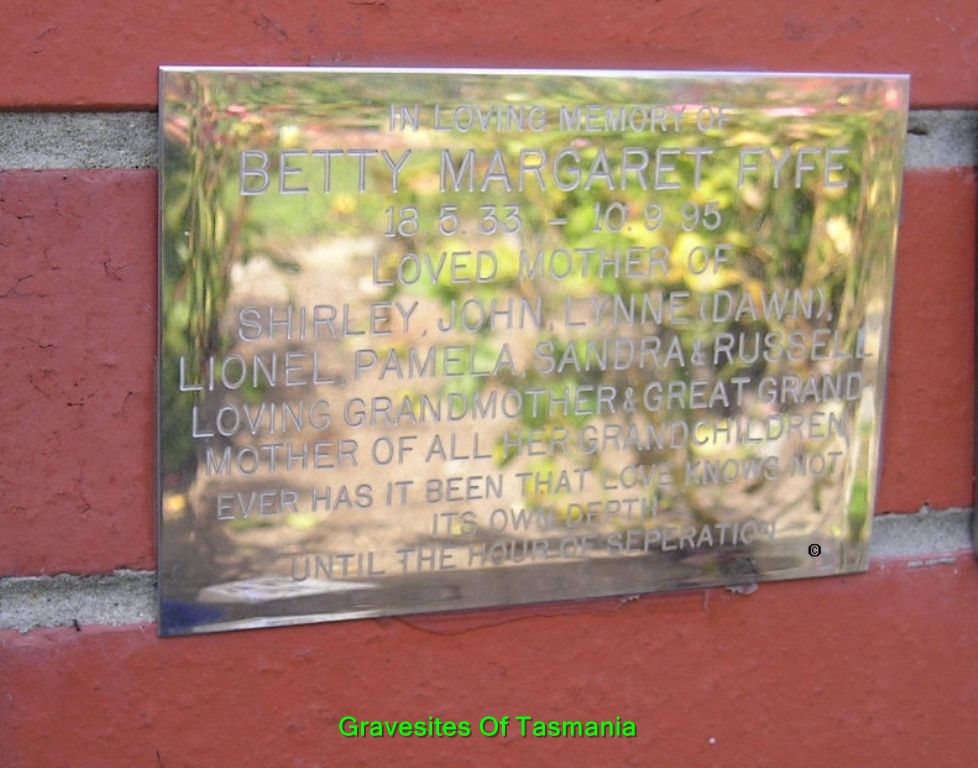 IN LOVING MEMORY OF
BETTY MARGARET FYFE
18.5.33 – 10.9.95
LOVED MOTHER OF
SHIRLEY, JOHN, LYNNE (DAWN),
LIONEL, PAMELA, SANDRA & RUSSELL
LOVING GRANDMOTHER & GREAT GRAND
MOTHER OF ALL HER GRANDCHILDREN
EVER HAS IT BEEN THAT LOVE KNOWS NOT
ITS OWN DEPTH
UNTIL THE HOUR OF SEPERATION
©
Gravesites Of Tasmania